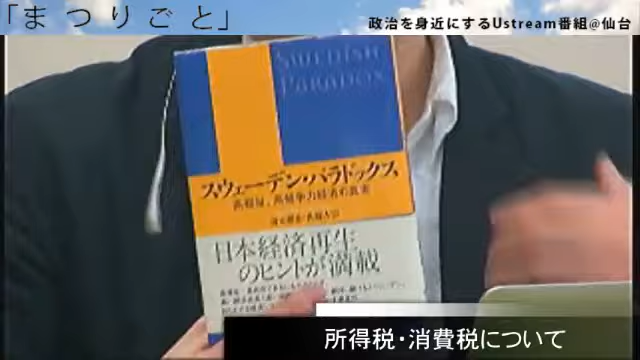 「まつりごと」
政治を身近にするUstream番組@仙台
SWEDISH
PARADOX
スウェーデン・パラドックス
高福祉、高競争力経済の真実
日本経済再生
のヒントが満載
所得税・消費税について